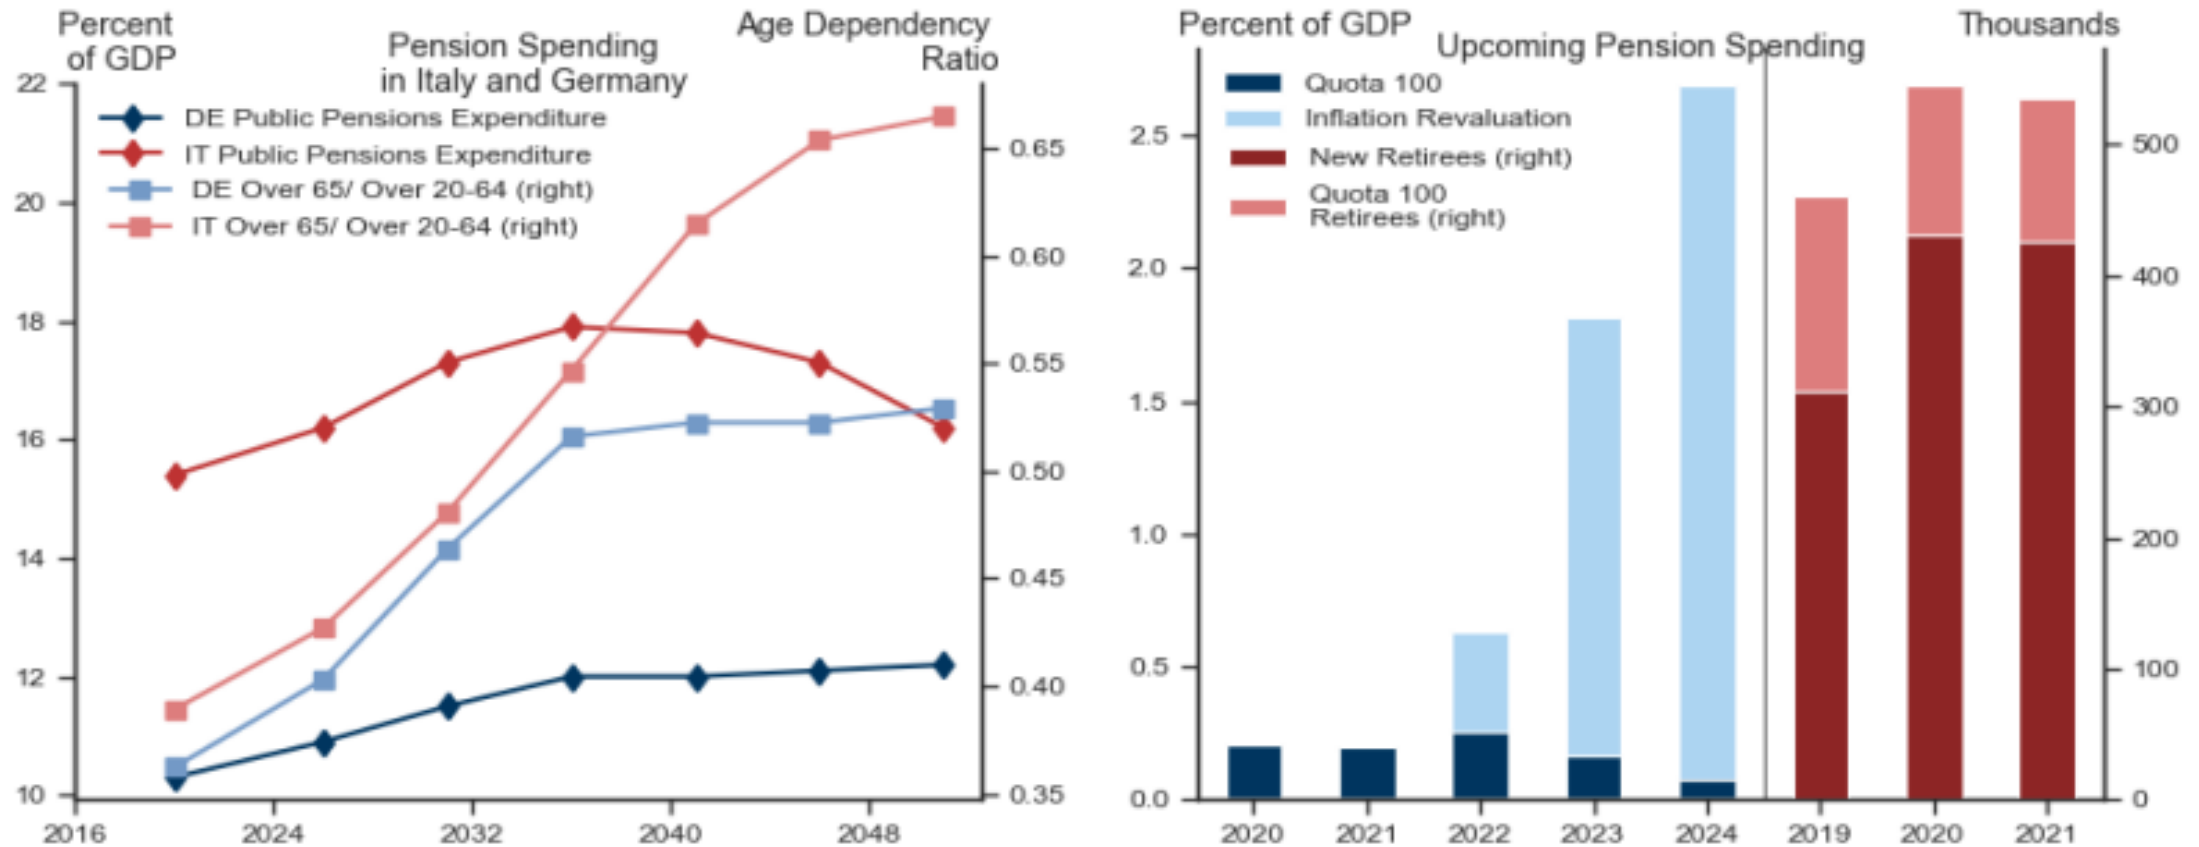 Percent
of GDP
Pension Spending
in Italy and Germany
Age Dependency
Ratio
DE Public Pensions Expenditure
IT Public Pensions Expenditure
DE Over 65/ Over 20-64 (right)
IT Over 65/ Over 20-64 (right)
22
20
18
16
14
12
10
0.65
0.60
0.55
0.50
0.45
0.40
0.35
2016 2024 2032 2040 2048
Percent of GDP
Upcoming Pension Spending
Thousands
Quota 100
Inflation Revaluation
New Retirees (right)
Quota 100
Retirees (right)
2.5
2.0
1.5
1.0
0.5
0.0
500
400
300
200
100
0
2020 2021 2022 2023 2024 2019 2020 2021